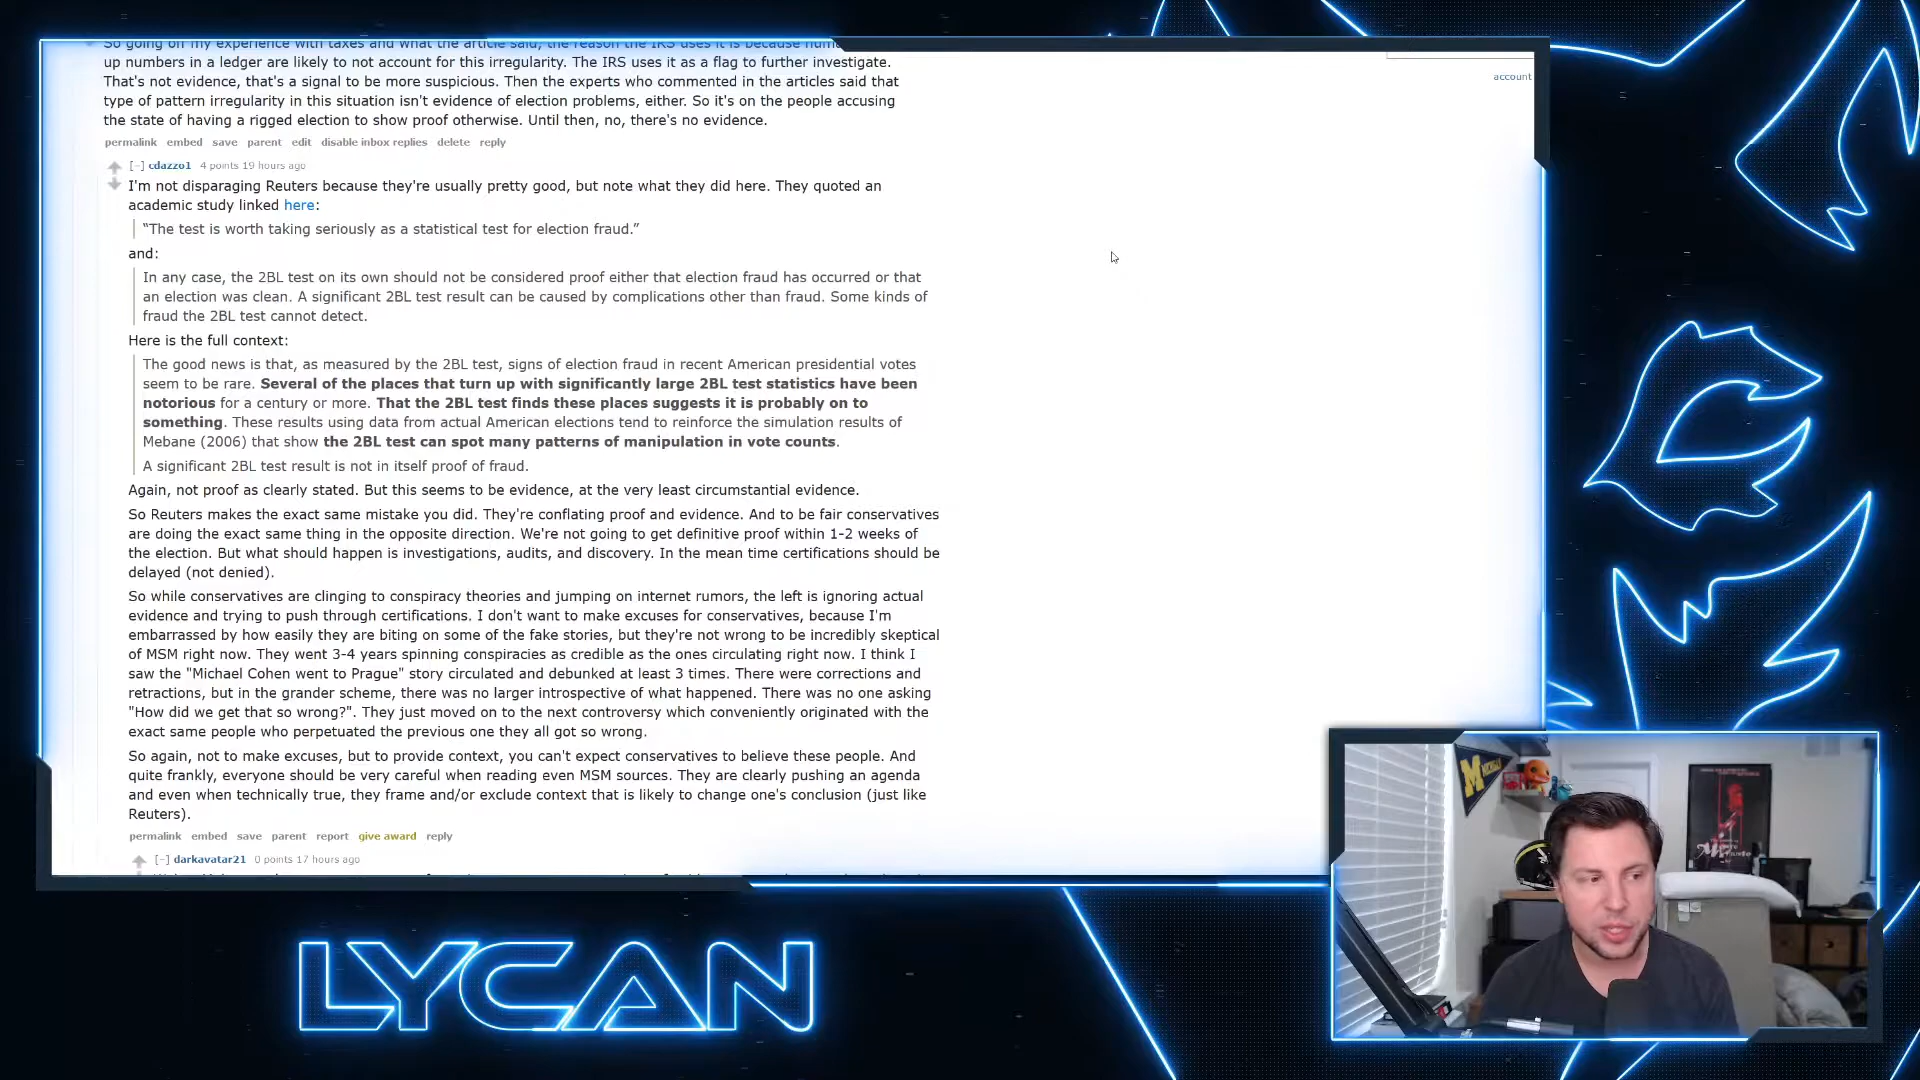 So going on my experience with taxes and what the article said, the reason the IRS uses it is because
up numbers in a ledger are likely to not account for this irregularity. The IRS uses it as a flag to further investigate.
That's not evidence, that's a signal to be more suspicious. Then the experts who commented in the articles said that
type of pattern irregularity in this situation isn't evidence of election problems, either. So it's on the people accusing
the state of having a rigged election to show proof otherwise. Until then, no, there's no evidence.
account
permalink embed save parent edit disable inbox replies delete reply
[–] cdazzo1 4 points 19 hours ago
I'm not disparaging Reuters because they're usually pretty good, but note what they did here. They quoted an
academic study linked here:
“The test is worth taking seriously as a statistical test for election fraud.”
and:
In any case, the 2BL test on its own should not be considered proof either that election fraud has occurred or that
an election was clean. A significant 2BL test result can be caused by complications other than fraud. Some kinds of
fraud the 2BL test cannot detect.
Here is the full context:
The good news is that, as measured by the 2BL test, signs of election fraud in recent American presidential votes
seem to be rare. Several of the places that turn up with significantly large 2BL test statistics have been
notorious for a century or more. That the 2BL test finds these places suggests it is probably on to
something. These results using data from actual American elections tend to reinforce the simulation results of
Mebane (2006) that show the 2BL test can spot many patterns of manipulation in vote counts.
A significant 2BL test result is not in itself proof of fraud.
Again, not proof as clearly stated. But this seems to be evidence, at the very least circumstantial evidence.
So Reuters makes the exact same mistake you did. They're conflating proof and evidence. And to be fair conservatives
are doing the exact same thing in the opposite direction. We're not going to get definitive proof within 1-2 weeks of
the election. But what should happen is investigations, audits, and discovery. In the mean time certifications should be
delayed (not denied).
So while conservatives are clinging to conspiracy theories and jumping on internet rumors, the left is ignoring actual
evidence and trying to push through certifications. I don't want to make excuses for conservatives, because I'm
embarrassed by how easily they are biting on some of the fake stories, but they're not wrong to be incredibly skeptical
of MSM right now. They went 3-4 years spinning conspiracies as credible as the ones circulating right now. I think I
saw the "Michael Cohen went to Prague" story circulated and debunked at least 3 times. There were corrections and
retractions, but in the grander scheme, there was no larger introspective of what happened. There was no one asking
"How did we get that so wrong?". They just moved on to the next controversy which conveniently originated with the
exact same people who perpetuated the previous one they all got so wrong.
So again, not to make excuses, but to provide context, you can't expect conservatives to believe these people. And
quite frankly, everyone should be very careful when reading even MSM sources. They are clearly pushing an agenda
and even when technically true, they frame and/or exclude context that is likely to change one's conclusion (just like
Reuters).
permalink embed save parent report give award reply
[–] darkavatar21 0 points 17 hours ago
M MICHIGAN
LYCAN